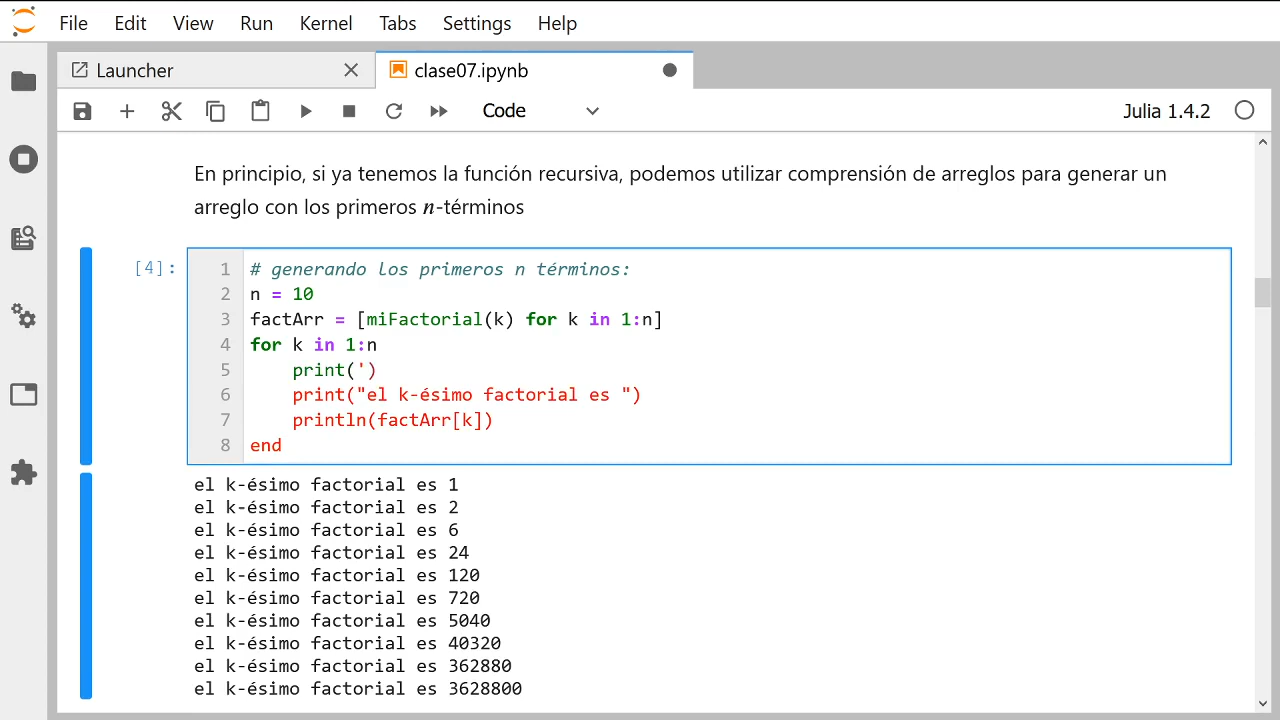 File Edit View Run Kernel Tabs Settings Help
Launcher
clase07.ipynb
Code
Julia 1.4.2
En principio, si ya tenemos la función recursiva, podemos utilizar comprensión de arreglos para generar un
arreglo con los primeros n-términos
[4]:
1 # generando los primeros n términos:
2 n = 10
3 factArr = [miFactorial(k) for k in 1:n]
4 for k in 1:n
5     print(')
6     print("el k-ésimo factorial es ")
7     println(factArr[k])
8 end
el k-ésimo factorial es 1
el k-ésimo factorial es 2
el k-ésimo factorial es 6
el k-ésimo factorial es 24
el k-ésimo factorial es 120
el k-ésimo factorial es 720
el k-ésimo factorial es 5040
el k-ésimo factorial es 40320
el k-ésimo factorial es 362880
el k-ésimo factorial es 3628800